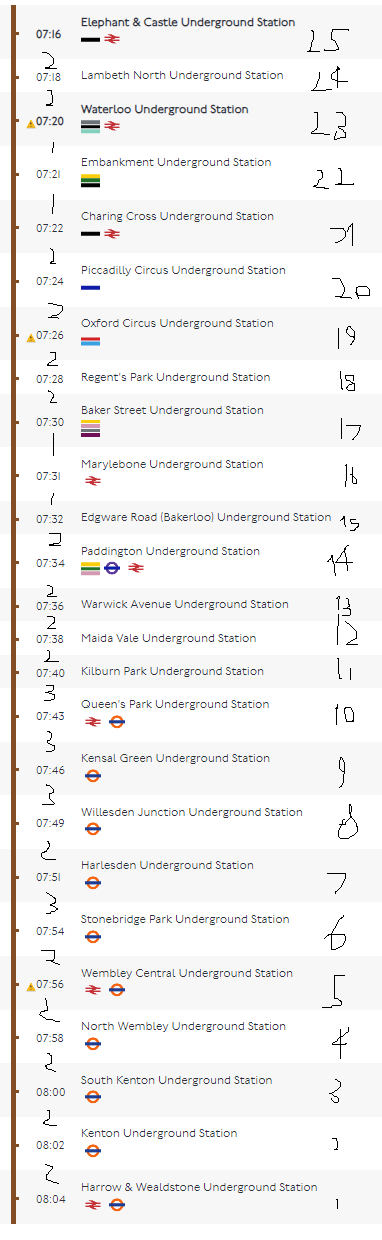 07:16 Elephant & Castle Underground Station 25
2
07:18 Lambeth North Underground Station 24
2
07:20 Waterloo Underground Station 23
1
07:21 Embankment Underground Station 22
1
07:22 Charing Cross Underground Station 21
2
07:24 Piccadilly Circus Underground Station 20
2
07:26 Oxford Circus Underground Station 19
2
07:28 Regent's Park Underground Station 18
2
07:30 Baker Street Underground Station 17
1
07:31 Marylebone Underground Station 16
1
07:32 Edgware Road (Bakerloo) Underground Station 15
2
07:34 Paddington Underground Station 14
2
07:36 Warwick Avenue Underground Station 13
2
07:38 Maida Vale Underground Station 12
2
07:40 Kilburn Park Underground Station 11
3
07:43 Queen's Park Underground Station 10
3
07:46 Kensal Green Underground Station 9
3
07:49 Willesden Junction Underground Station 8
2
07:51 Harlesden Underground Station 7
3
07:54 Stonebridge Park Underground Station 6
2
07:56 Wembley Central Underground Station 5
2
07:58 North Wembley Underground Station 4
2
08:00 South Kenton Underground Station 3
2
08:02 Kenton Underground Station 2
2
08:04 Harrow & Wealdstone Underground Station 1